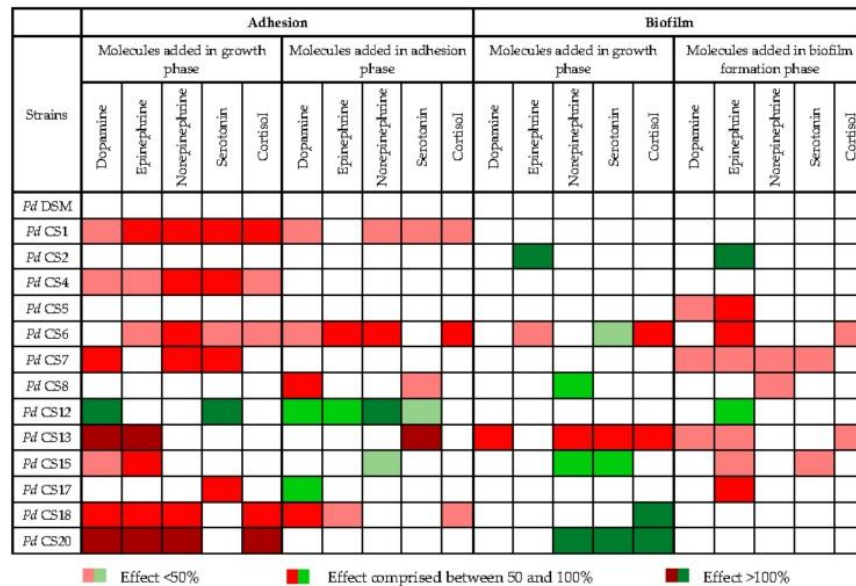 Adhesion Biofilm
Molecules added in growth phase Molecules added in adhesion phase Molecules added in growth phase Molecules added in biofilm formation phase
Strains Dopamine Epinephrine Norepinephrine Serotonin Cortisol Dopamine Epinephrine Norepinephrine Serotonin Cortisol Dopamine Epinephrine Norepinephrine Serotonin Cortisol Dopamine Epinephrine Norepinephrine Serotonin Cortisol
Pd DSM
Pd CS1
Pd CS2
Pd CS4
Pd CS5
Pd CS6
Pd CS7
Pd CS8
Pd CS12
Pd CS13
Pd CS15
Pd CS17
Pd CS18
Pd CS20
Effect <50% Effect comprised between 50 and 100% Effect >100%